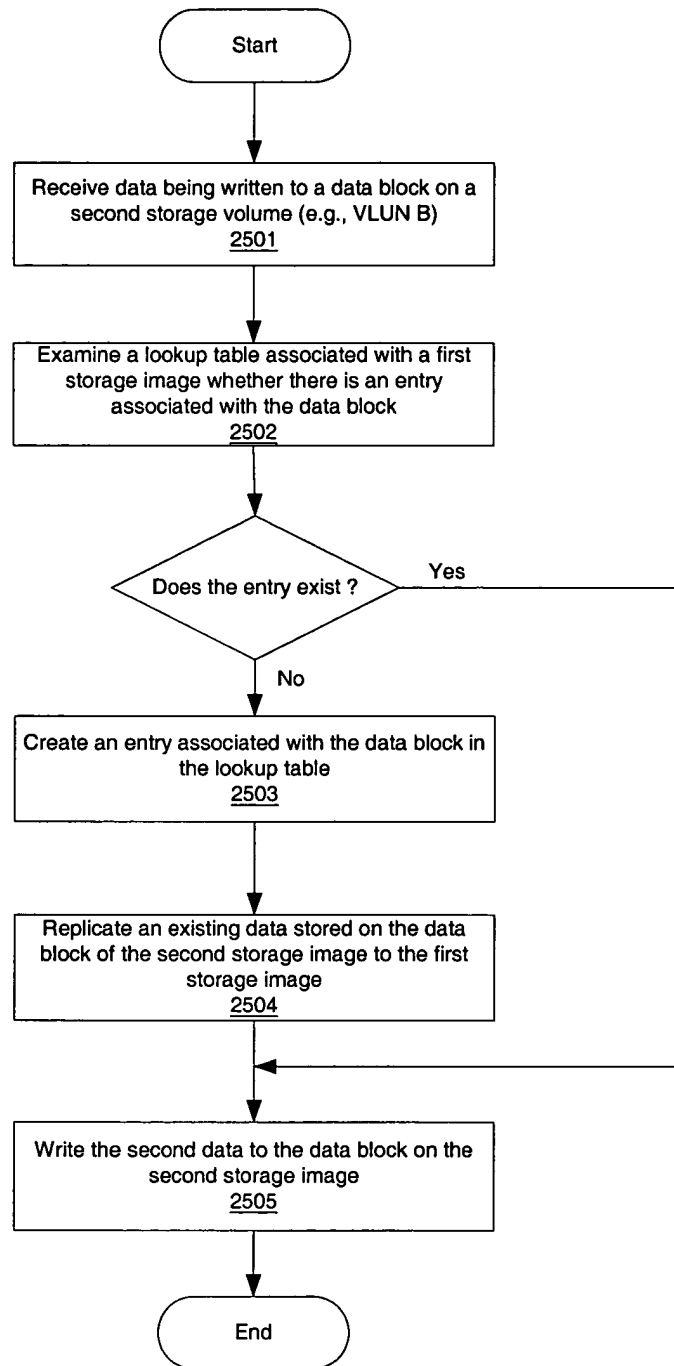 Start
Receive data being written to a data block on a
second storage volume (e.g., VLUN B)
2501
Examine a lookup table associated with a first
storage image whether there is an entry
associated with the data block
2502
Does the entry exist ?
Yes
No
Create an entry associated with the data block in
the lookup table
2503
Replicate an existing data stored on the data
block of the second storage image to the first
storage image
2504
Write the second data to the data block on the
second storage image
2505
End